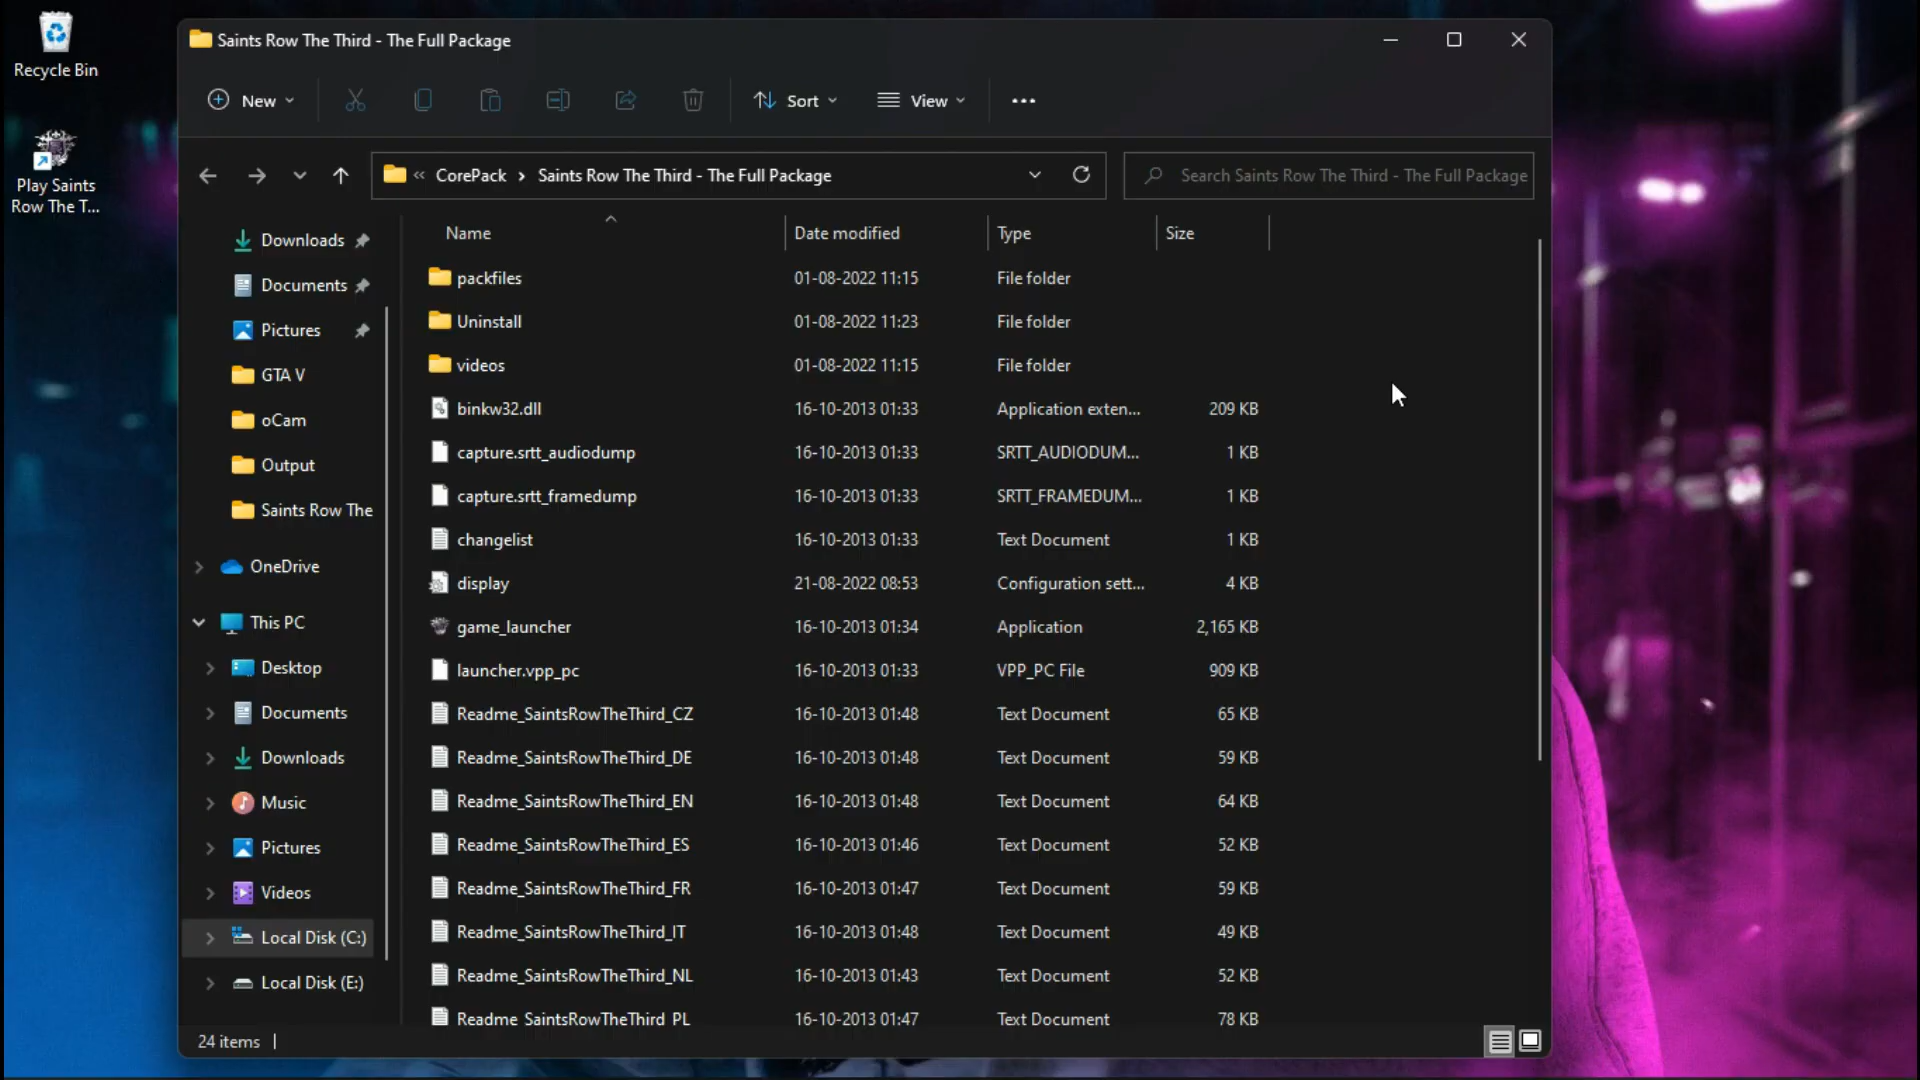 Recycle Bin
Play Saints
Row The T...
Saints Row The Third - The Full Package
New
Sort
View
« CorePack › Saints Row The Third - The Full Package
Search Saints Row The Third - The Full Package
Downloads
Documents
Pictures
GTA V
oCam
Output
Saints Row The
OneDrive
This PC
Desktop
Documents
Downloads
Music
Pictures
Videos
Local Disk (C:)
Local Disk (E:)
Name Date modified Type Size
packfiles 01-08-2022 11:15 File folder
Uninstall 01-08-2022 11:23 File folder
videos 01-08-2022 11:15 File folder
binkw32.dll 16-10-2013 01:33 Application exten... 209 KB
capture.srtt_audiodump 16-10-2013 01:33 SRTT_AUDIODUM... 1 KB
capture.srtt_framedump 16-10-2013 01:33 SRTT_FRAMEDUM... 1 KB
changelist 16-10-2013 01:33 Text Document 1 KB
display 21-08-2022 08:53 Configuration sett... 4 KB
game_launcher 16-10-2013 01:34 Application 2,165 KB
launcher.vpp_pc 16-10-2013 01:33 VPP_PC File 909 KB
Readme_SaintsRowTheThird_CZ 16-10-2013 01:48 Text Document 65 KB
Readme_SaintsRowTheThird_DE 16-10-2013 01:48 Text Document 59 KB
Readme_SaintsRowTheThird_EN 16-10-2013 01:48 Text Document 64 KB
Readme_SaintsRowTheThird_ES 16-10-2013 01:46 Text Document 52 KB
Readme_SaintsRowTheThird_FR 16-10-2013 01:47 Text Document 59 KB
Readme_SaintsRowTheThird_IT 16-10-2013 01:48 Text Document 49 KB
Readme_SaintsRowTheThird_NL 16-10-2013 01:43 Text Document 52 KB
Readme_SaintsRowTheThird_PL 16-10-2013 01:47 Text Document 78 KB
24 items